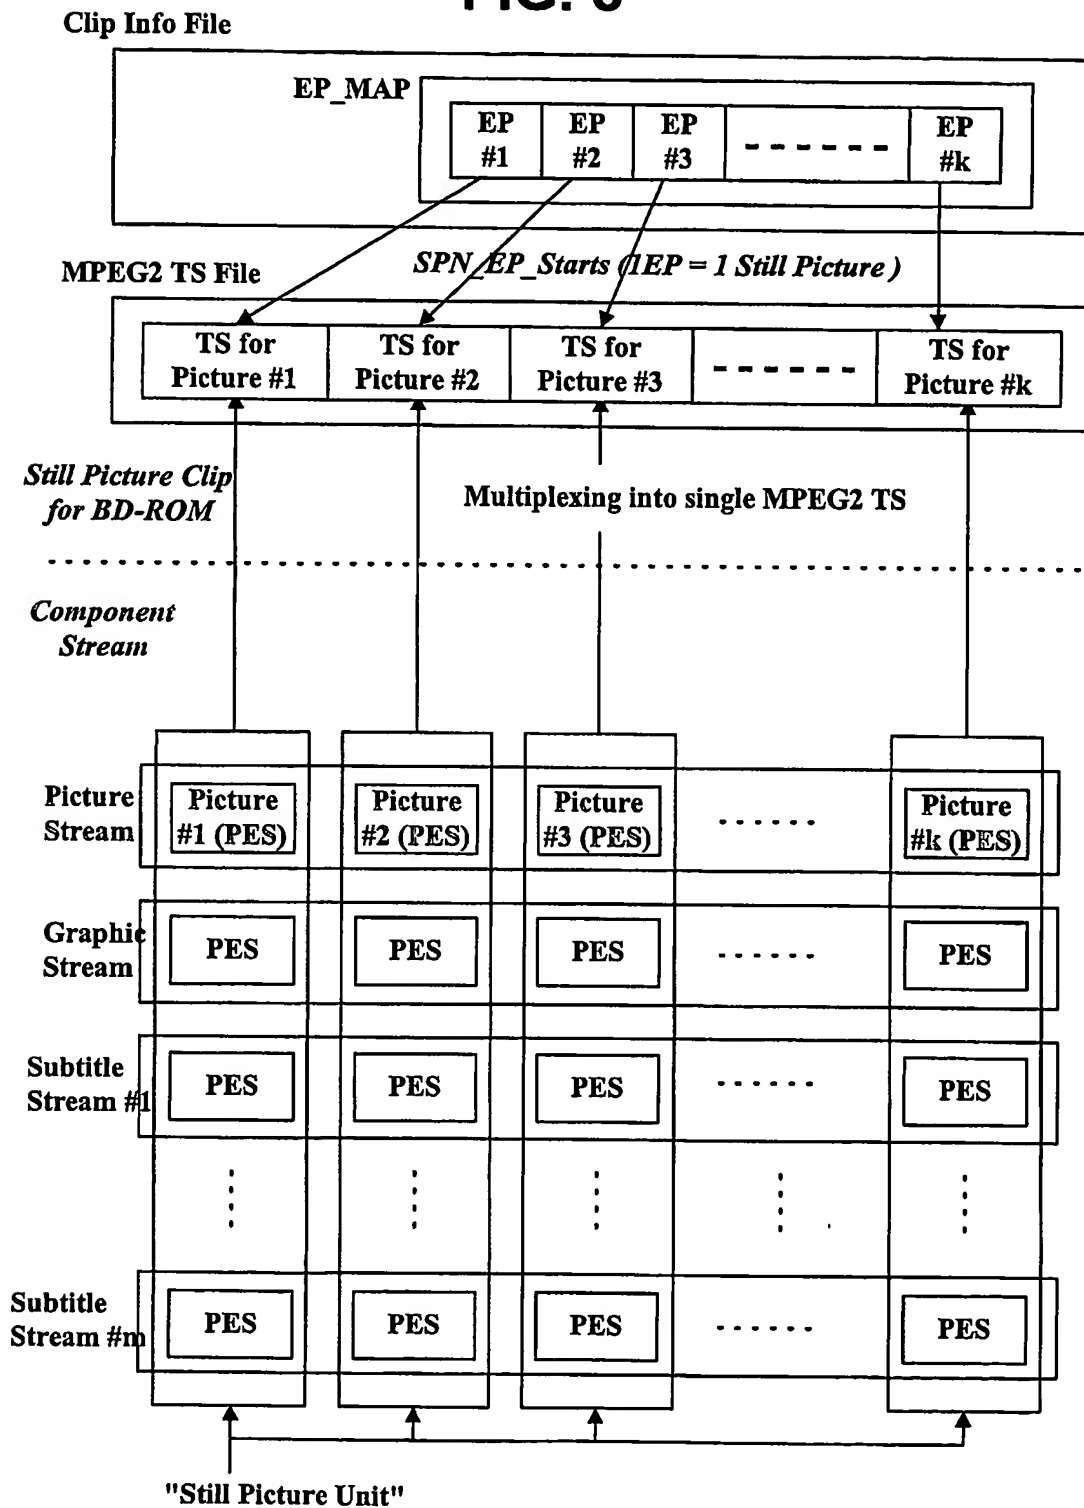 Clip Info File
EP_MAP
EP #1
EP #2
EP #3
EP #k
SPN_EP_Starts (1EP = 1 Still Picture )
MPEG2 TS File
TS for Picture #1
TS for Picture #2
TS for Picture #3
TS for Picture #k
Still Picture Clip for BD-ROM
Multiplexing into single MPEG2 TS
Component Stream
Picture Stream
Picture #1 (PES)
Picture #2 (PES)
Picture #3 (PES)
Picture #k (PES)
Graphic Stream
PES
PES
PES
PES
Subtitle Stream #1
PES
PES
PES
PES
Subtitle Stream #m
PES
PES
PES
PES
"Still Picture Unit"